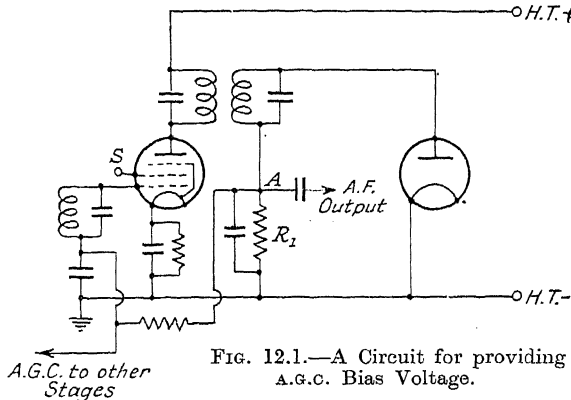 H.T.+
S
A
A.F.
Output
R1
H.T.-
A.G.C. to other
Stages
FIG. 12.1.—A Circuit for providing
A.G.C. Bias Voltage.